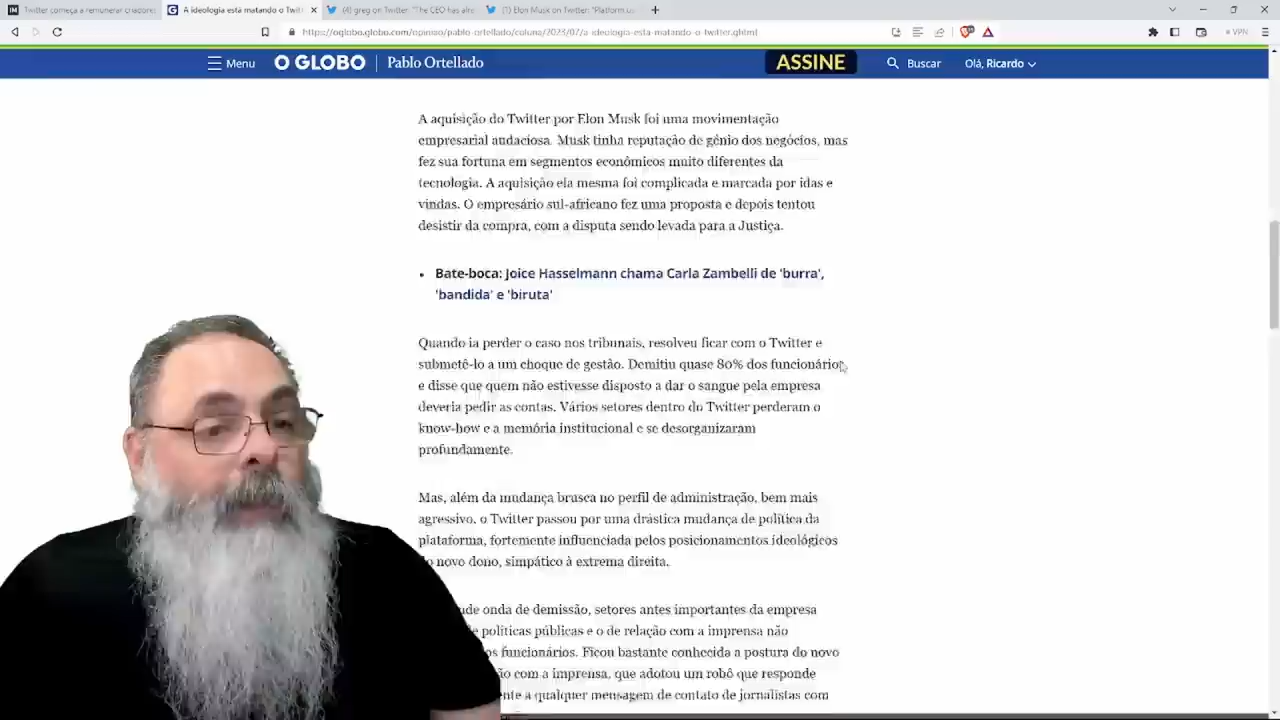 Twitter começa a remunerar criadores
A ideologia está matando o Twitt
(4) greg on Twitter: "The CEO has alre
(1) Elon Musk on Twitter: "Platform us
https://oglobo.globo.com/opiniao/pablo-ortellado/coluna/2023/07/a-ideologia-esta-matando-o-twitter.ghtml
VPN
Menu
O GLOBO
Pablo Ortellado
ASSINE
Buscar
Olá, Ricardo
A aquisição do Twitter por Elon Musk foi uma movimentação
empresarial audaciosa. Musk tinha reputação de gênio dos negócios, mas
fez sua fortuna em segmentos econômicos muito diferentes da
tecnologia. A aquisição ela mesma foi complicada e marcada por idas e
vindas. O empresário sul-africano fez uma proposta e depois tentou
desistir da compra, com a disputa sendo levada para a Justiça.
• Bate-boca: Joice Hasselmann chama Carla Zambelli de 'burra',
'bandida' e 'biruta'
Quando ia perder o caso nos tribunais, resolveu ficar com o Twitter e
submetê-lo a um choque de gestão. Demitiu quase 80% dos funcionário
e disse que quem não estivesse disposto a dar o sangue pela empresa
deveria pedir as contas. Vários setores dentro do Twitter perderam o
know-how e a memória institucional e se desorganizaram
profundamente.
Mas, além da mudança brusca no perfil de administração, bem mais
agressivo, o Twitter passou por uma drástica mudança de política da
plataforma, fortemente influenciada pelos posicionamentos ideológicos
do novo dono, simpático à extrema direita.
onda de demissão, setores antes importantes da empresa
políticas públicas e o de relação com a imprensa não
funcionários. Ficou bastante conhecida a postura do novo
com a imprensa, que adotou um robô que responde
a qualquer mensagem de contato de jornalistas com